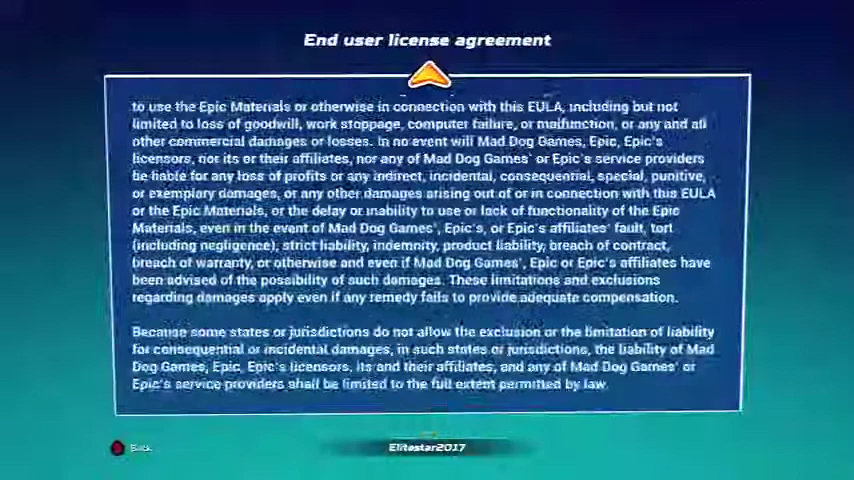 End user license agreement
to use the Epic Materials or otherwise in connection with this EULA, including but not
limited to loss of goodwill, work stoppage, computer failure, or malfunction, or any and all
other commercial damages or losses. In no event will Mad Dog Games, Epic, Epic's
licensors, nor its or their affiliates, nor any of Mad Dog Games' or Epic's service providers
be liable for any loss of profits or any indirect, incidental, consequential, special, punitive,
or exemplary damages, or any other damages arising out of or in connection with this EULA
or the Epic Materials, or the delay or inability to use or lack of functionality of the Epic
Materials, even in the event of Mad Dog Games', Epic's, or Epic's affiliates' fault, tort
(including negligence), strict liability, indemnity, product liability, breach of contract,
breach of warranty, or otherwise and even if Mad Dog Games', Epic or Epic's affiliates have
been advised of the possibility of such damages. These limitations and exclusions
regarding damages apply even if any remedy fails to provide adequate compensation.
Because some states or jurisdictions do not allow the exclusion or the limitation of liability
for consequential or incidental damages, in such states or jurisdictions, the liability of Mad
Dog Games, Epic, Epic's licensors, its and their affiliates, and any of Mad Dog Games' or
Epic's service providers shall be limited to the full extent permitted by law.
Back
Elitestar2017